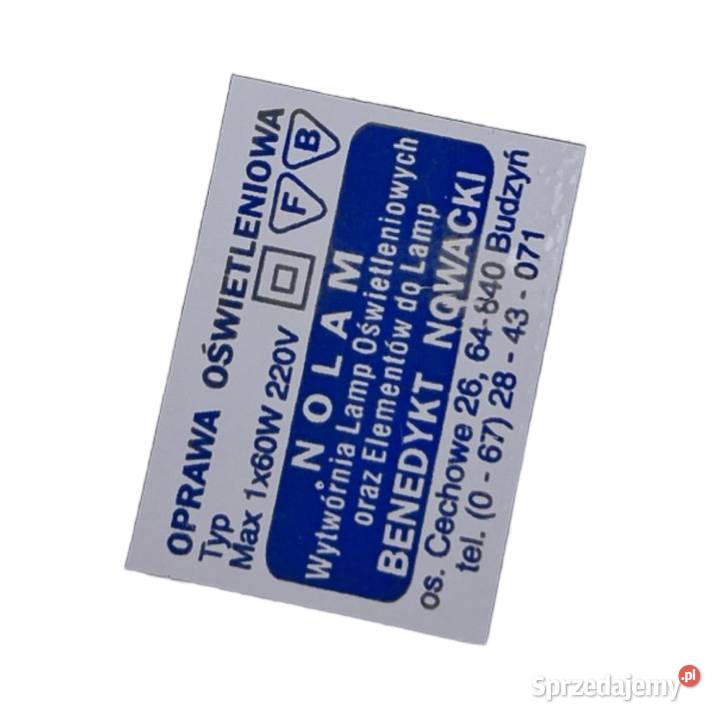 OPRAWA OŚWIETLENIOWA
Typ F B
Max 1x60W 220V
NOLAM
Wytwórnia Lamp Oświetleniowych
oraz Elementów do Lamp
BENEDYKT NOWACKI
os. Cechowe 26, 64-840 Budzyń
tel. (0 - 67) 28 - 43 - 071
Sprzedajemy.pl